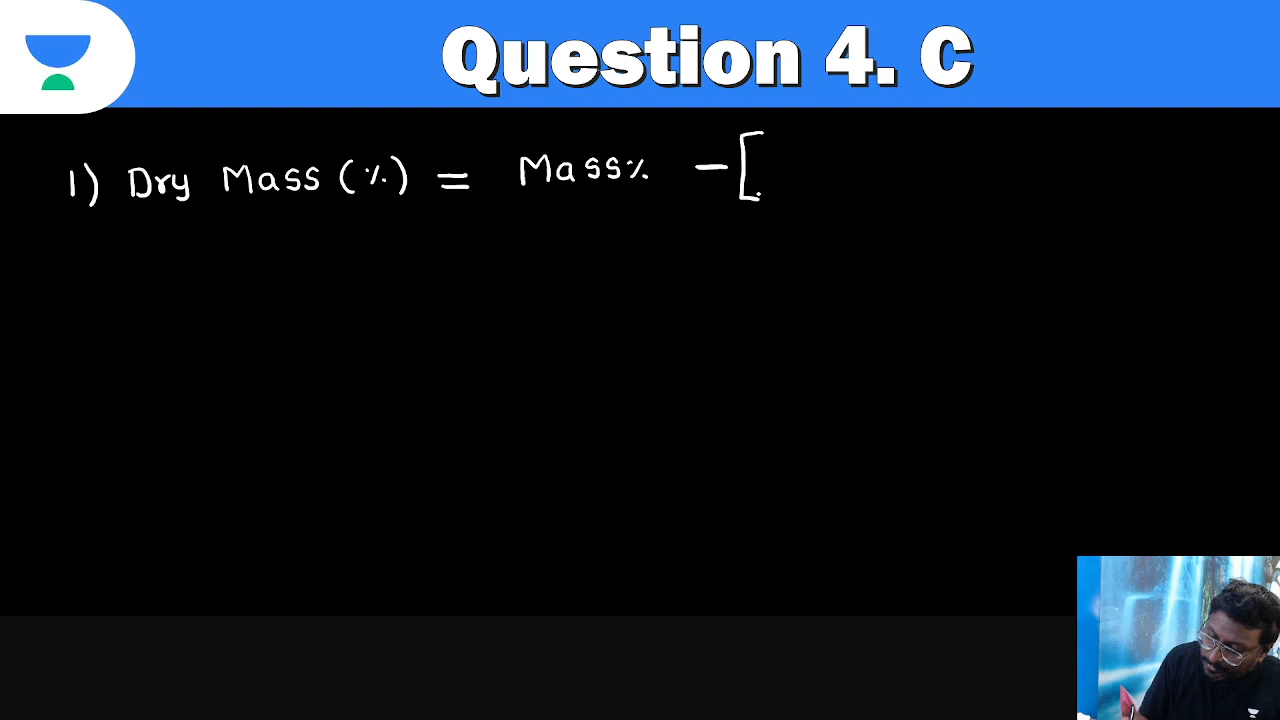 Question 4. C
1) Dry Mass (%) = Mass% - [